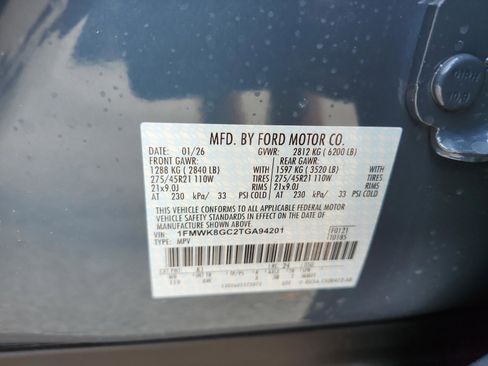 MFD. BY FORD MOTOR CO.
DATE: 01/26 GVWR: 2812 KG ( 6200 LB)
FRONT GAWR: REAR GAWR:
1288 KG ( 2840 LB) WITH 1597 KG ( 3520 LB) WITH
275/45R21 110W TIRES 275/45R21 110W TIRES
21x9.0J RIMS 21x9.0J RIMS
AT 230 kPa/ 33 PSI COLD AT 230 kPa/ 33 PSI COLD
THIS VEHICLE CONFORMS TO ALL APPLICABLE FEDERAL MOTOR
VEHICLE SAFETY STANDARDS IN EFFECT ON THE DATE OF
MANUFACTURE SHOWN ABOVE.
VIN: 1FMWK8GC2TGA94201 F0121
TYPE: MPV T0185